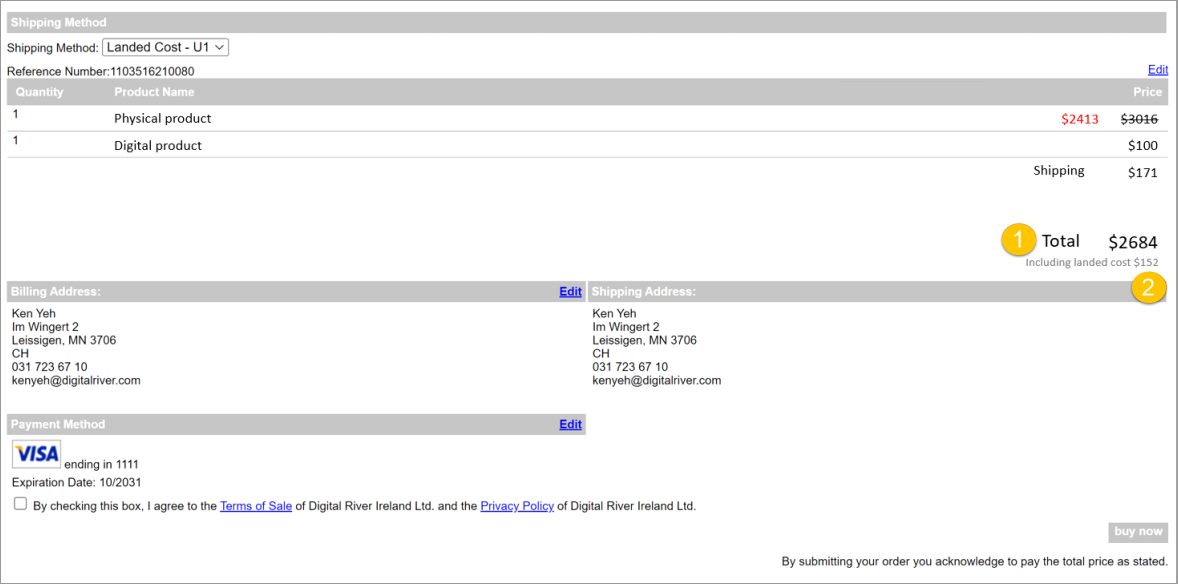 Shipping Method
Shipping Method: Landed Cost - U1
Reference Number:1103516210080 Edit
Quantity Product Name Price
1 Physical product $2413 $3016
1 Digital product $100
Shipping $171
1 Total $2684
Including landed cost $152
2
Billing Address: Edit Shipping Address:
Ken Yeh Ken Yeh
Im Wingert 2 Im Wingert 2
Leissigen, MN 3706 Leissigen, MN 3706
CH CH
031 723 67 10 031 723 67 10
kenyeh@digitalriver.com kenyeh@digitalriver.com
Payment Method Edit
VISA ending in 1111
Expiration Date: 10/2031
By checking this box, I agree to the Terms of Sale of Digital River Ireland Ltd. and the Privacy Policy of Digital River Ireland Ltd.
buy now
By submitting your order you acknowledge to pay the total price as stated.